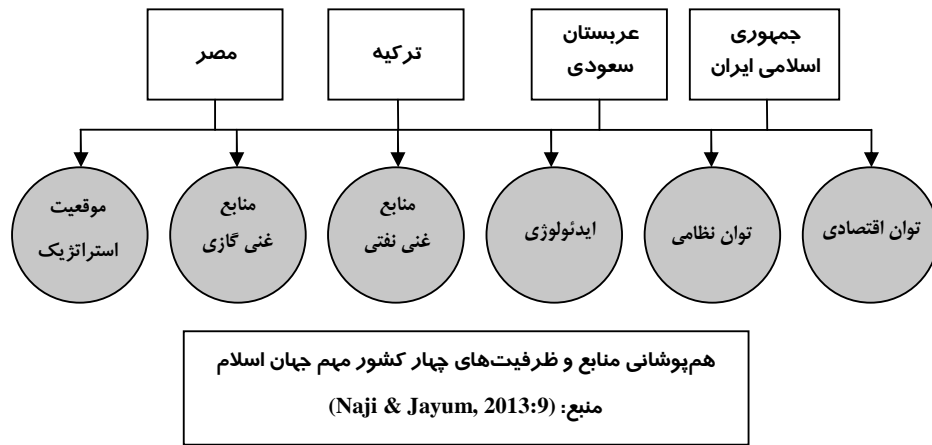 جمهوری
اسلامی ایران
عربستان
سعودی
ترکیه
مصر
توان اقتصادی
توان نظامی
ایدئولوژی
منابع
غنی نفتی
منابع
غنی گازی
موقعیت
استراتژیک
هم‌پوشانی منابع و ظرفیت‌های چهار کشور مهم جهان اسلام
منبع: (Naji & Jayum, 2013:9)